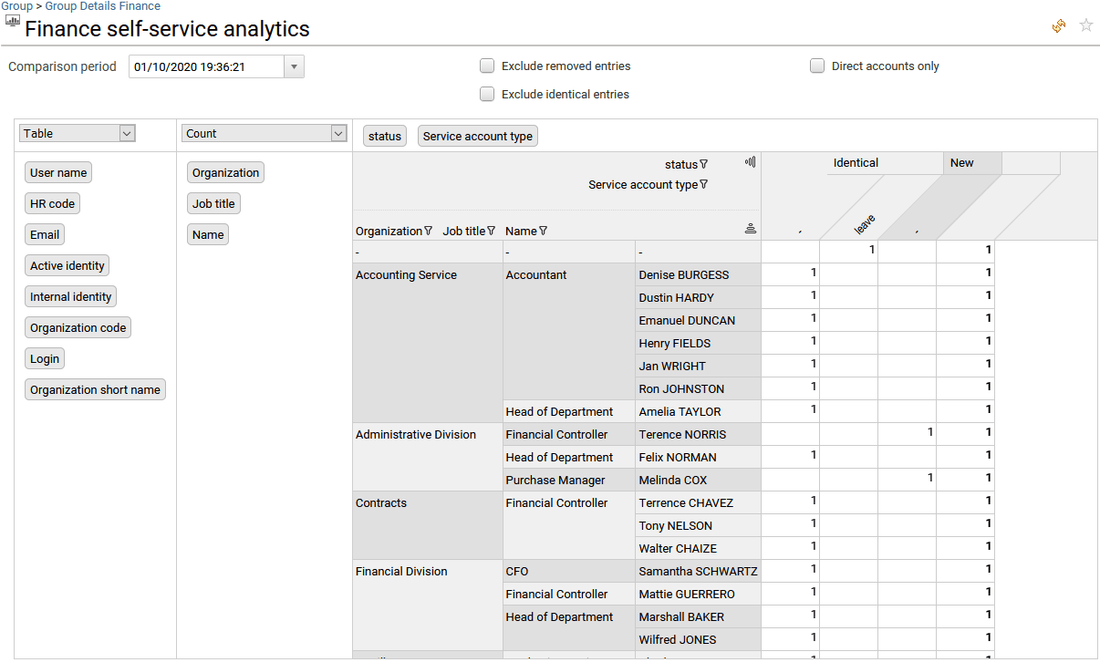 Group > Group Details Finance
Finance self-service analytics
Comparison period 01/10/2020 19:36:21 Exclude removed entries Direct accounts only
Exclude identical entries
Table Count status Service account type
User name Organization status Identical New
HR code Job title Service account type
Email Name Organization Job title Name - leave -
Active identity
Internal identity
Organization code
Login
Organization short name
- - - 1 1
Accounting Service Accountant Denise BURGESS 1 1
Dustin HARDY 1 1
Emanuel DUNCAN 1 1
Henry FIELDS 1 1
Jan WRIGHT 1 1
Ron JOHNSTON 1 1
Head of Department Amelia TAYLOR 1 1
Administrative Division Financial Controller Terence NORRIS 1 1
Head of Department Felix NORMAN 1 1
Purchase Manager Melinda COX 1 1
Contracts Financial Controller Terrence CHAVEZ 1 1
Tony NELSON 1 1
Walter CHAIZE 1 1
Financial Division CFO Samantha SCHWARTZ 1 1
Financial Controller Mattie GUERRERO 1 1
Head of Department Marshall BAKER 1 1
Wilfred JONES 1 1